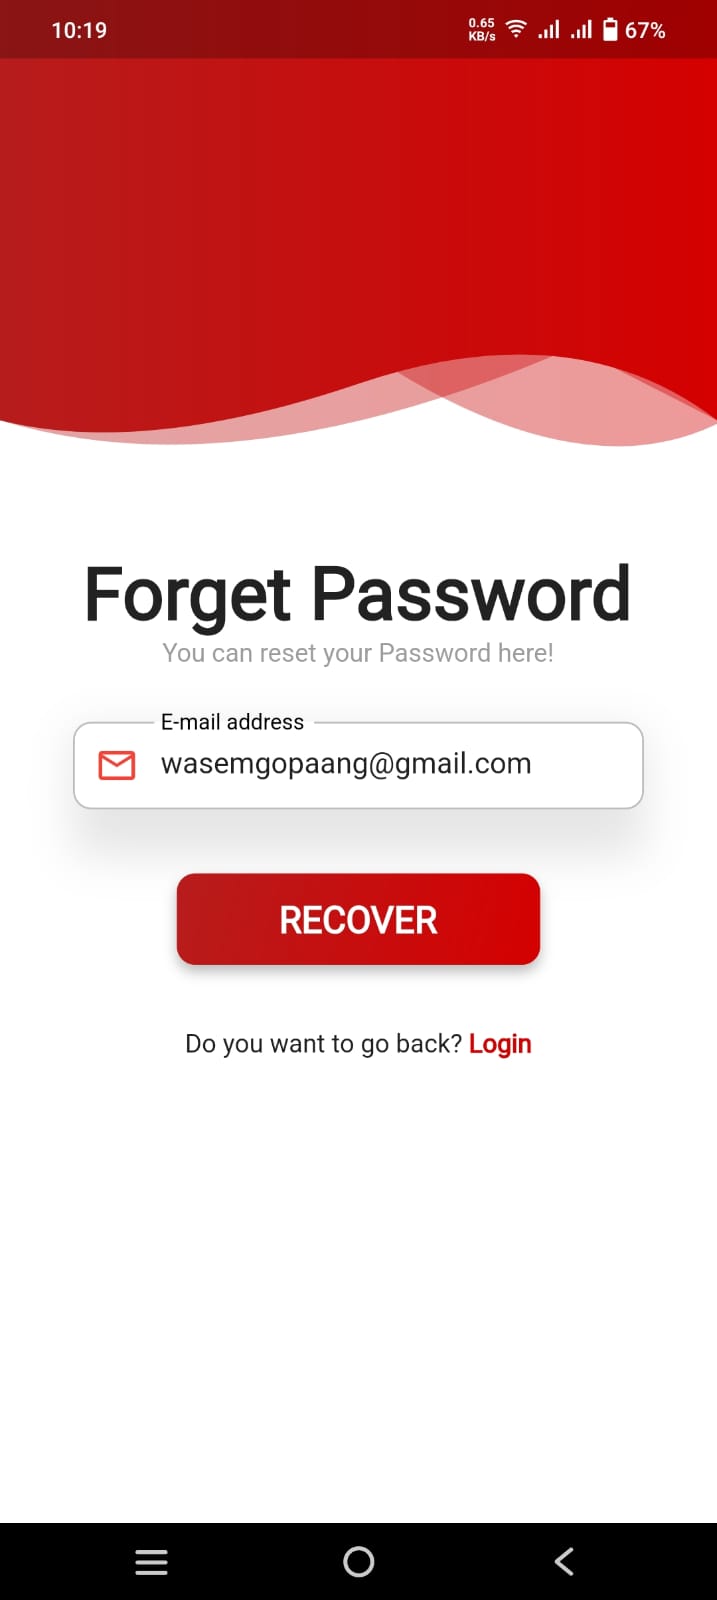 10:19
0.65
KB/s
67%
Forget Password
You can reset your Password here!
E-mail address
wasemgopaang@gmail.com
RECOVER
Do you want to go back? Login